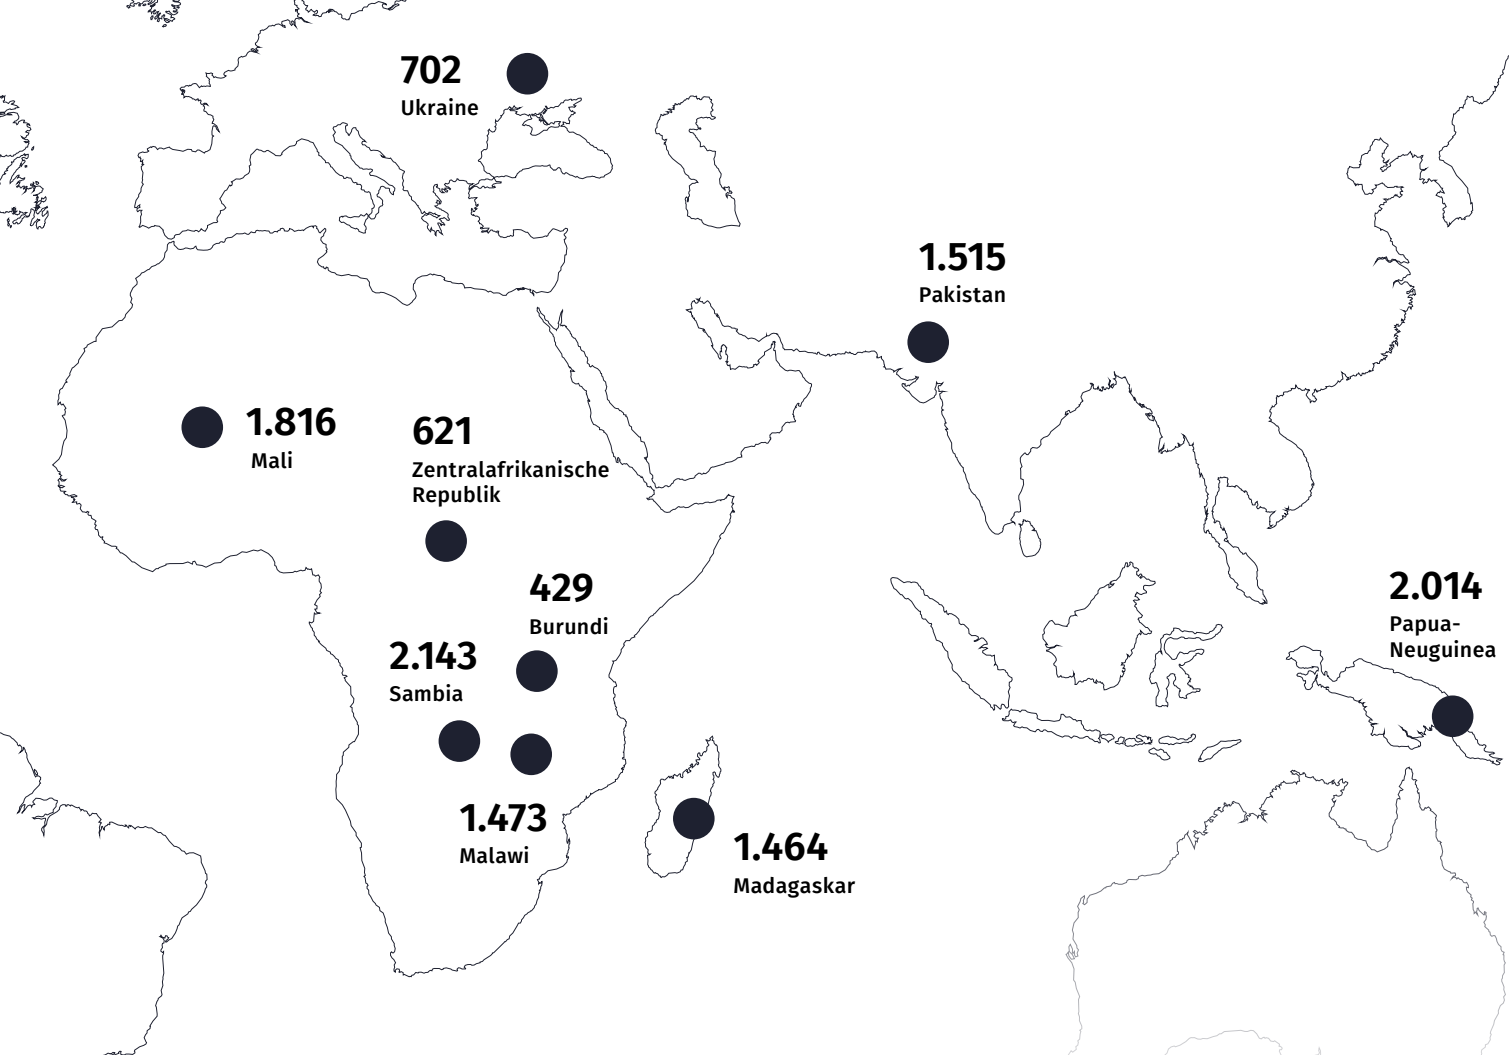 702
Ukraine
1.515
Pakistan
1.816
Mali
621
Zentralafrikanische
Republik
429
Burundi
2.143
Sambia
2.014
Papua-
Neuguinea
1.473
Malawi
1.464
Madagaskar